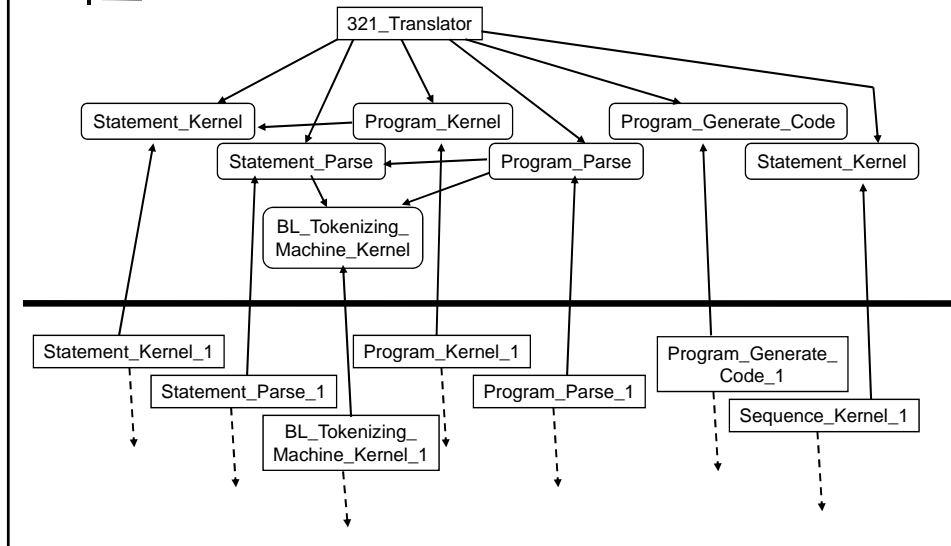 321_Translator
Statement_Kernel
Program_Kernel
Program_Generate_Code
Statement_Parse
Program_Parse
Statement_Kernel
BL_Tokenizing_
Machine_Kernel
Statement_Kernel_1
Program_Kernel_1
Program_Generate_
Code_1
Statement_Parse_1
Program_Parse_1
Sequence_Kernel_1
BL_Tokenizing_
Machine_Kernel_1